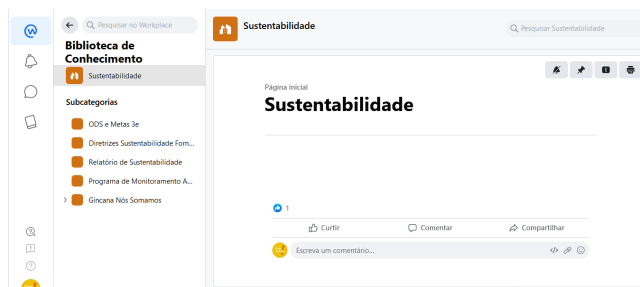 Pesquisar no Workplace
Biblioteca de
Conhecimento
Sustentabilidade
Subcategorias
ODS e Metas 3e
Diretrizes Sustentabilidade Forn...
Relatório de Sustentabilidade
Programa de Monitoramento A...
Gincana Nós Somamos
Sustentabilidade
Pesquisar Sustentabilidade
Página inicial
Sustentabilidade
1
Curtir
Comentar
Compartilhar
Escreva um comentário...